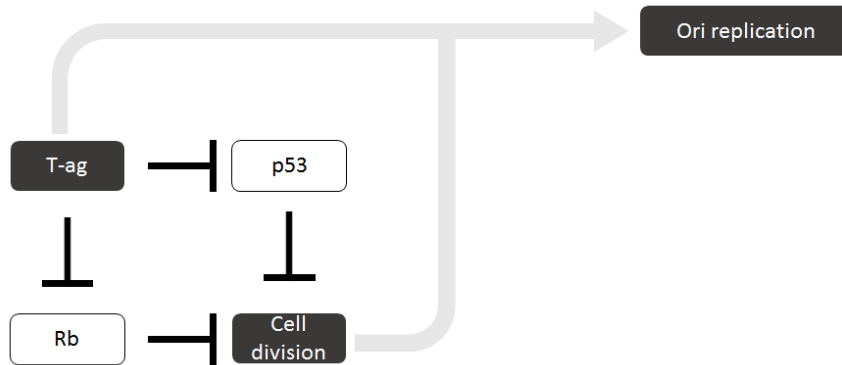 Ori replication
T-ag
p53
Rb
Cell
division